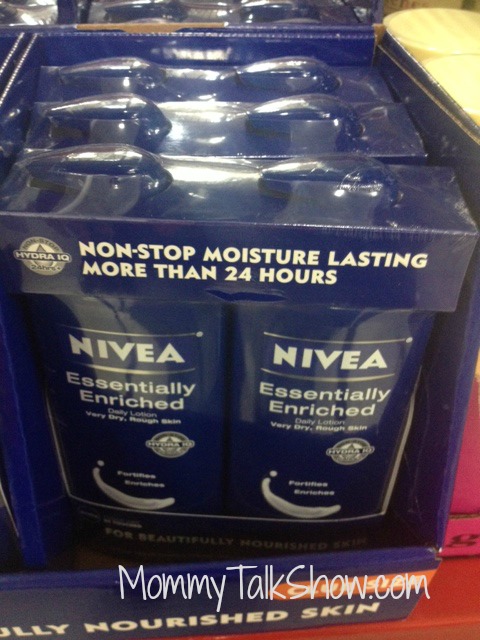 HYDRA IQ
24hrs+
NON-STOP MOISTURE LASTING
MORE THAN 24 HOURS
NIVEA
Essentially
Enriched
Daily Lotion
Very Dry, Rough Skin
HYDRA IQ
Fortifies
Enriches
NIVEA
Essentially
Enriched
Daily Lotion
Very Dry, Rough Skin
HYDRA IQ
Fortifies
Enriches
FOR BEAUTIFULLY NOURISHED SKIN
MommyTalkShow.com
ULLY NOURISHED SKIN